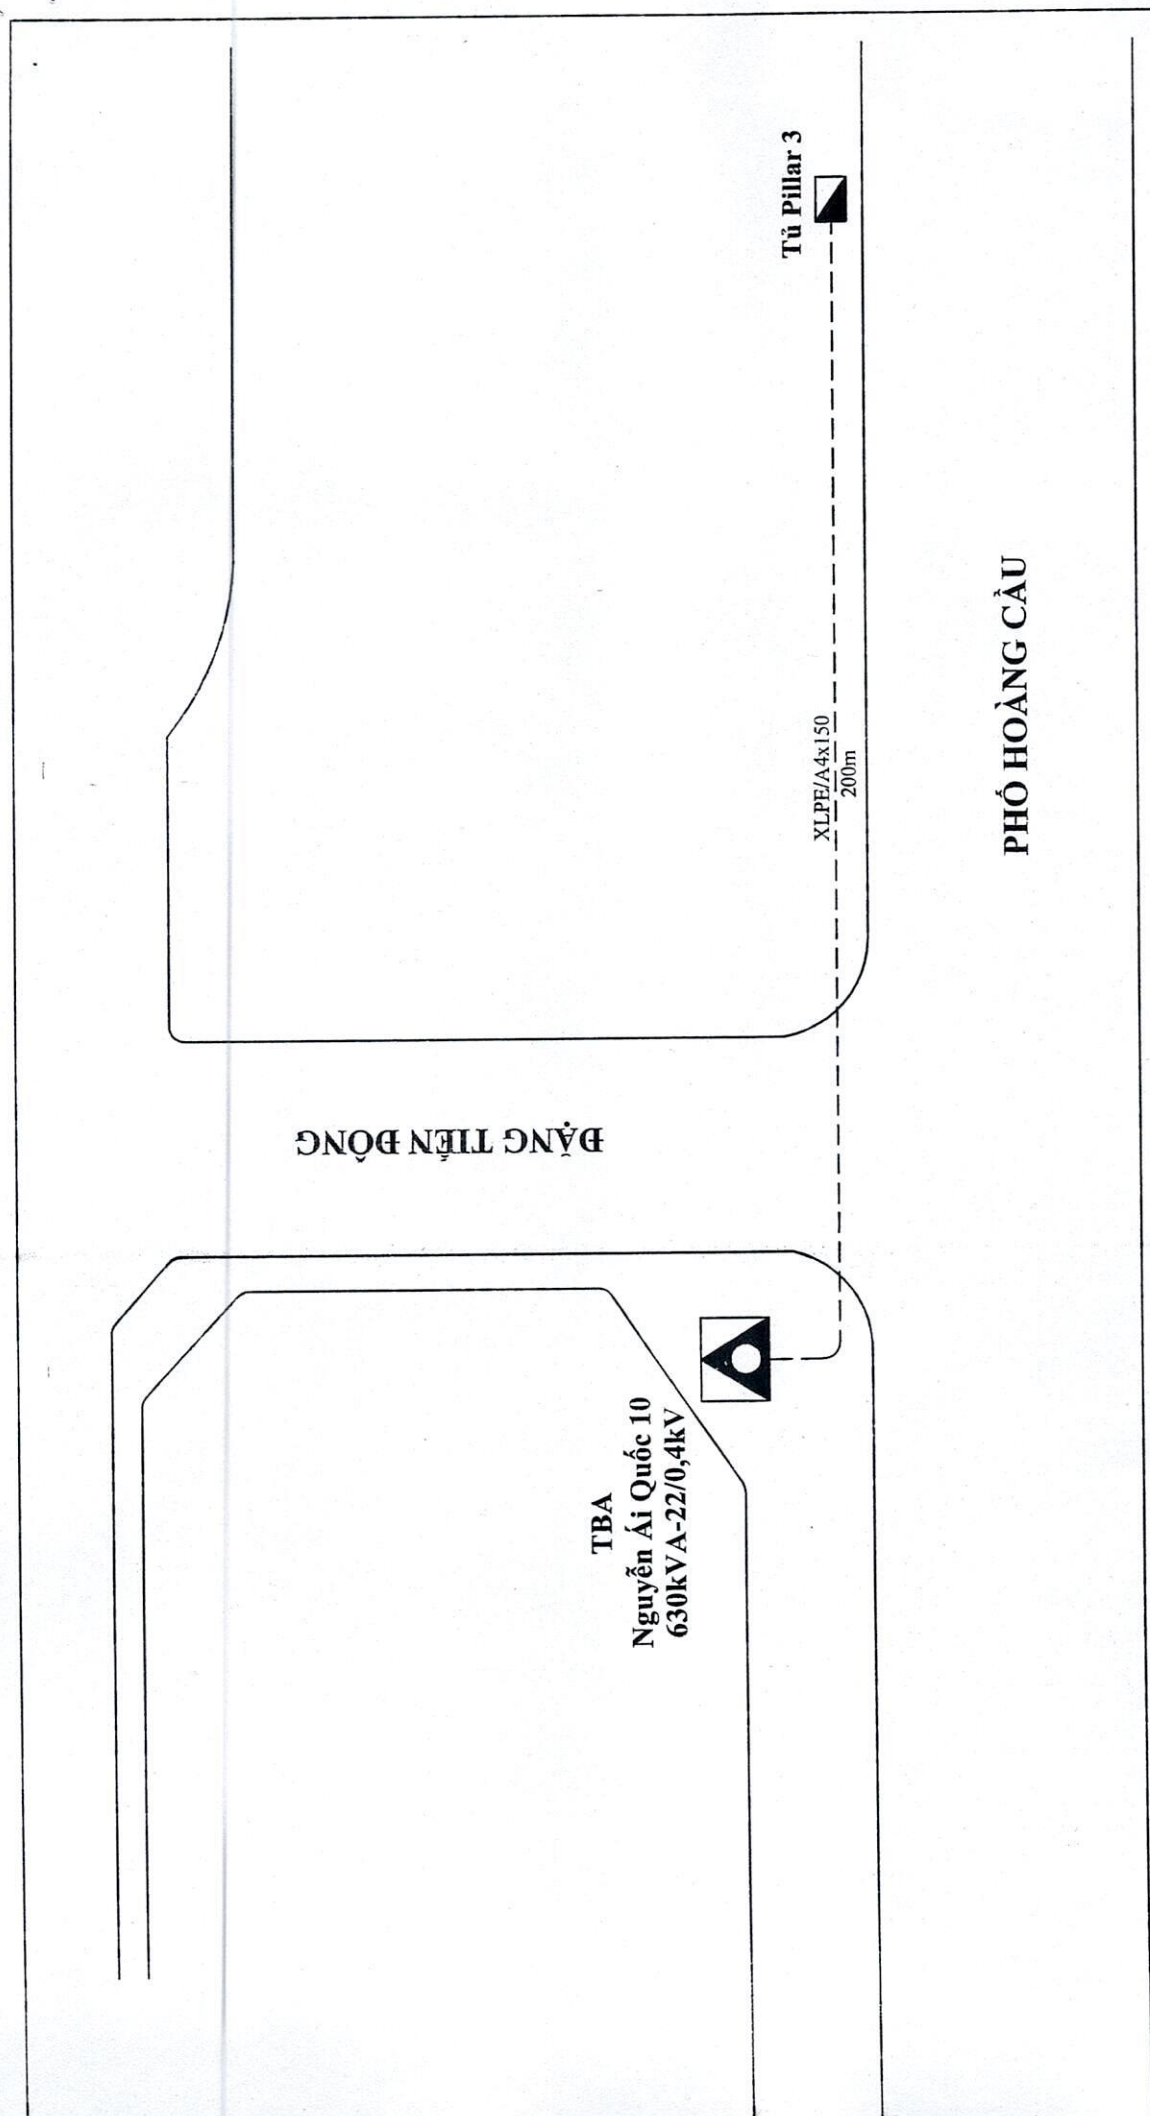 TBA
Nguyễn Ái Quốc 10
630kVA-22/0,4kV
ĐẶNG TIẾN ĐÔNG
XLPE/A4x150
200m
Tủ Pillar 3
PHỐ HOÀNG CẦU